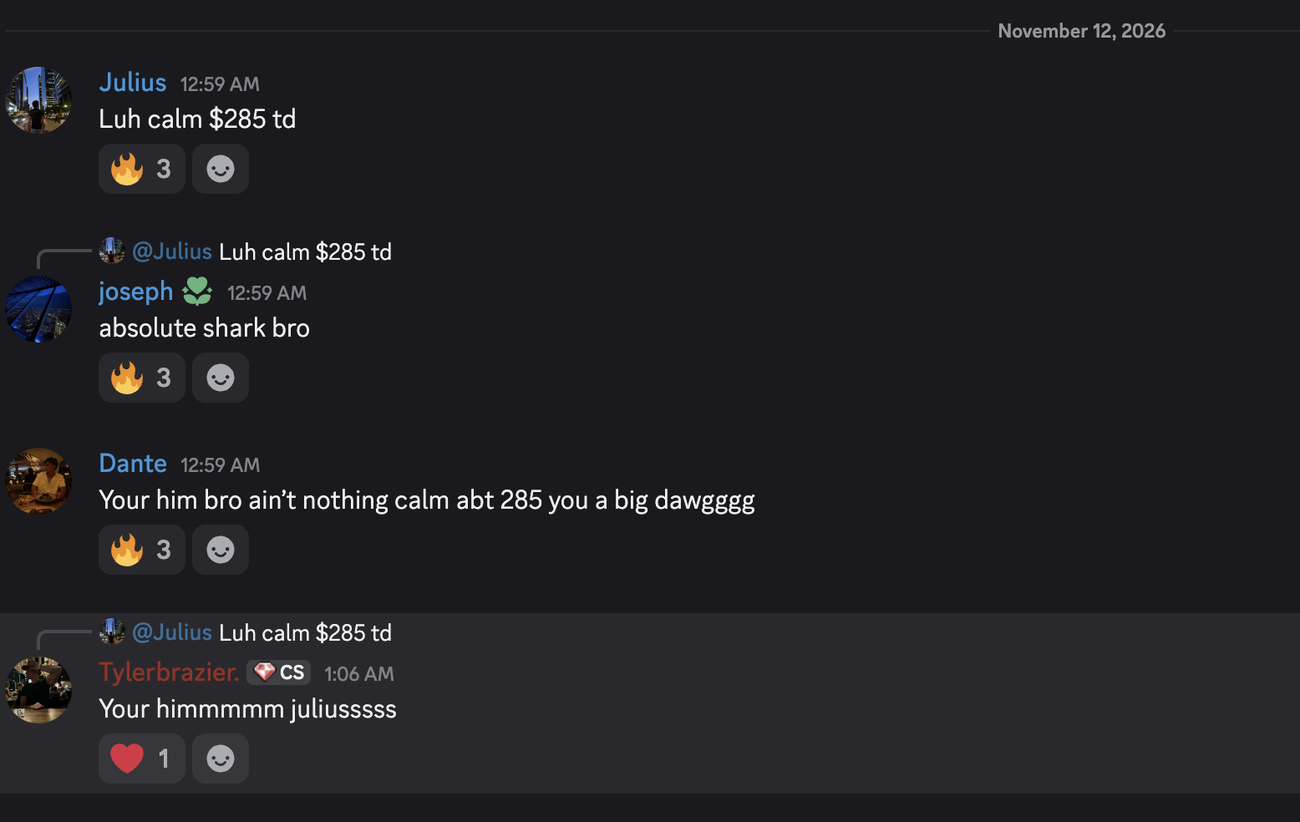 November 12, 2026
Julius 12:59 AM
Luh calm $285 td
3
@Julius Luh calm $285 td
joseph 12:59 AM
absolute shark bro
3
Dante 12:59 AM
Your him bro ain’t nothing calm abt 285 you a big dawgggg
3
@Julius Luh calm $285 td
Tylerbrazier. CS 1:06 AM
Your himmmmm juliusssss
1